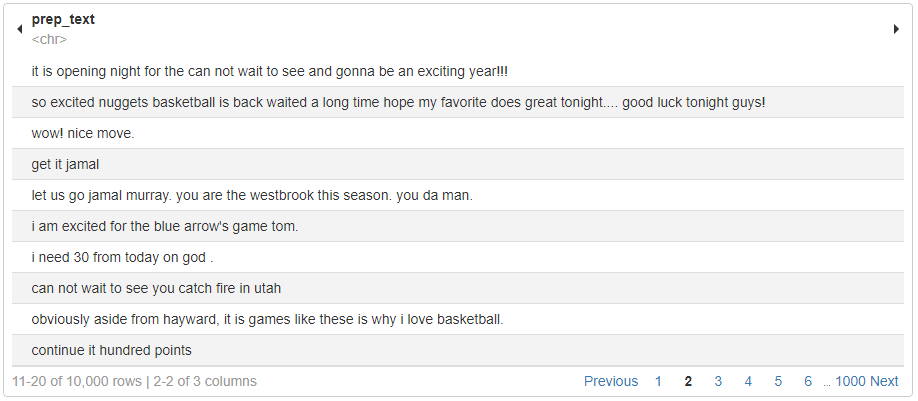 prep_text
<chr>
it is opening night for the can not wait to see and gonna be an exciting year!!!
so excited nuggets basketball is back waited a long time hope my favorite does great tonight.... good luck tonight guys!
wow! nice move.
get it jamal
let us go jamal murray. you are the westbrook this season. you da man.
i am excited for the blue arrow's game tom.
i need 30 from today on god .
can not wait to see you catch fire in utah
obviously aside from hayward, it is games like these is why i love basketball.
continue it hundred points
11-20 of 10,000 rows | 2-2 of 3 columns Previous 1 2 3 4 5 6 ... 1000 Next